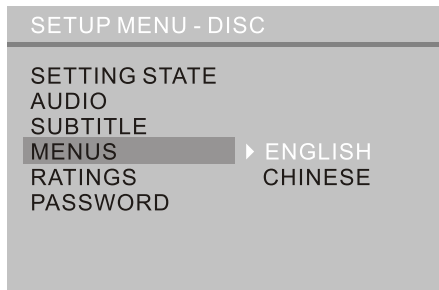 SETUP MENU - DISC
SETTING STATE
AUDIO
SUBTITLE
MENUS ENGLISH
RATINGS CHINESE
PASSWORD